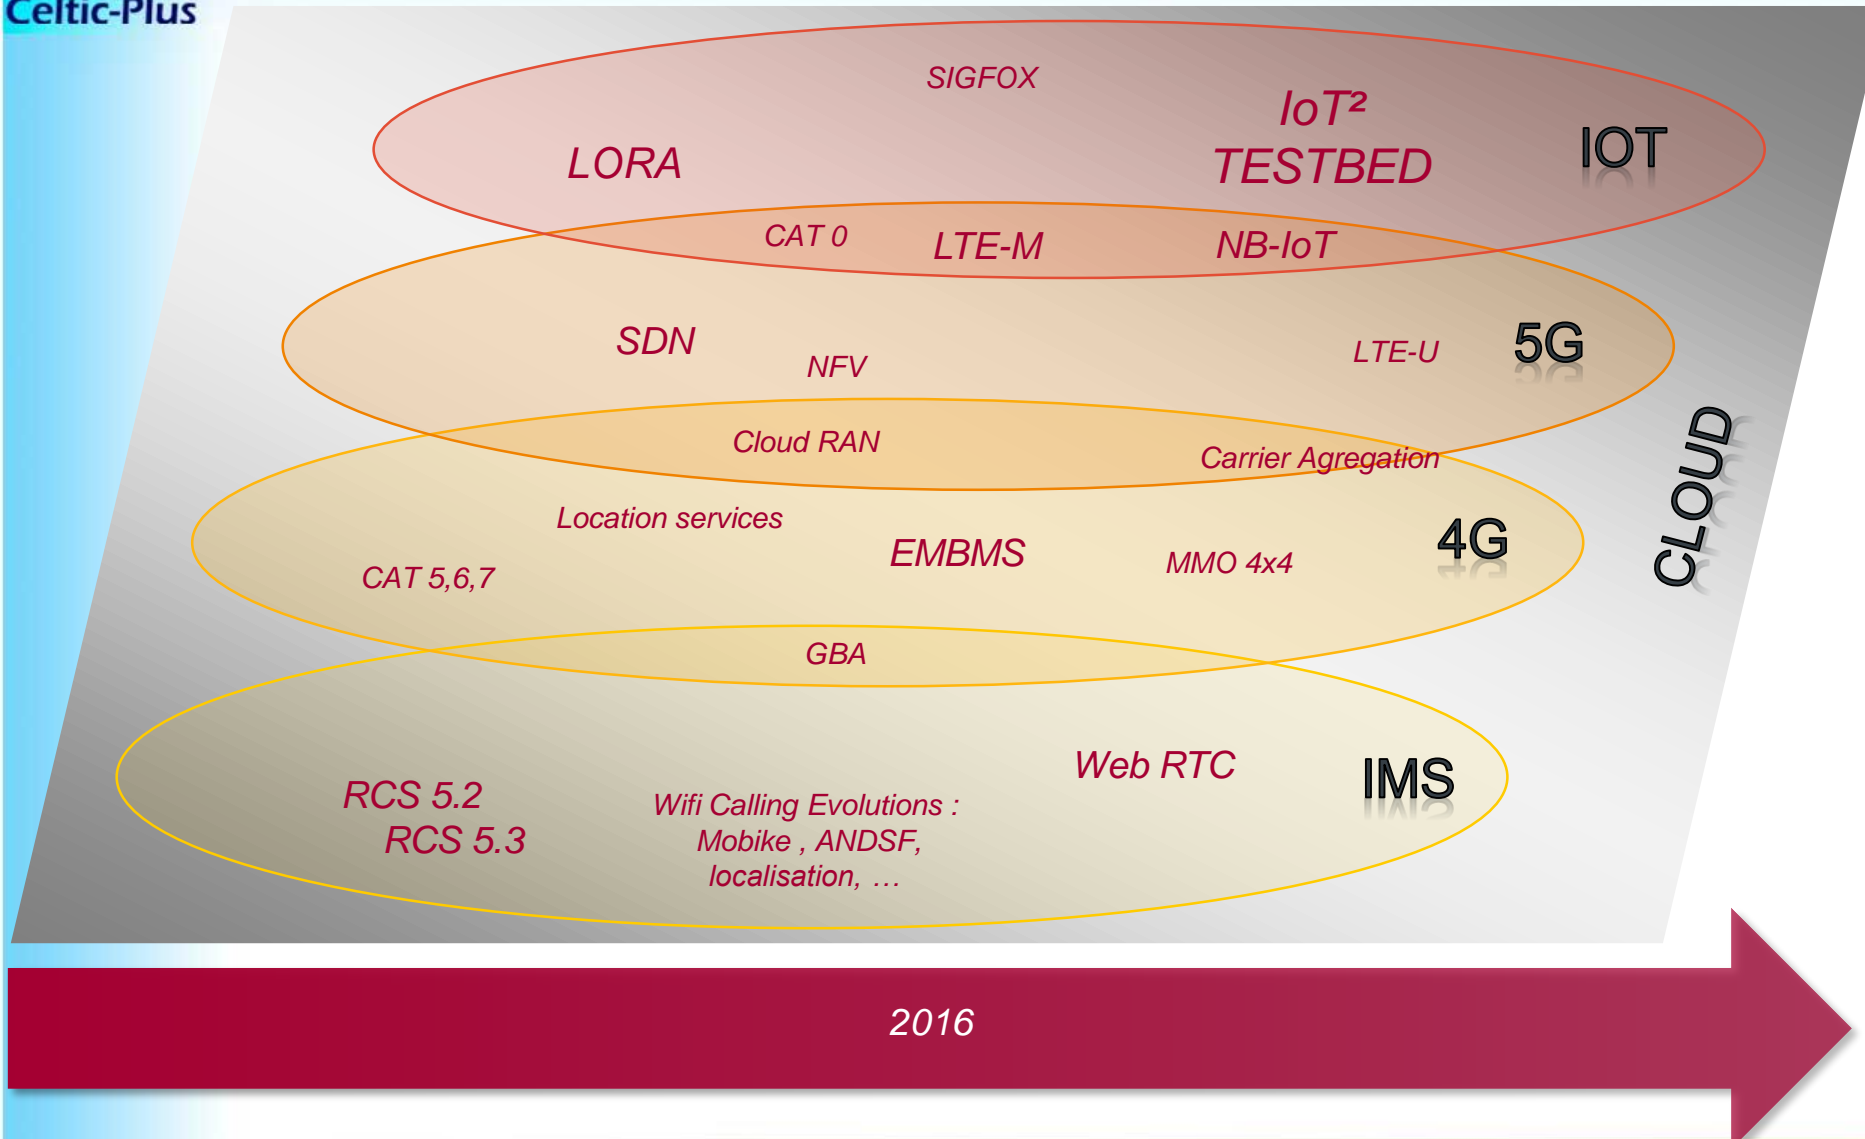 Celtic-Plus
SIGFOX
IoT²
TESTBED
IOT
LORA
CAT 0
LTE-M
NB-IoT
SDN
NFV
LTE-U
5G
Cloud RAN
Carrier Agregation
CLOUD
Location services
EMBMS
MMO 4x4
4G
CAT 5,6,7
GBA
Web RTC
IMS
RCS 5.2
RCS 5.3
Wifi Calling Evolutions :
Mobike , ANDSF,
localisation, …
2016